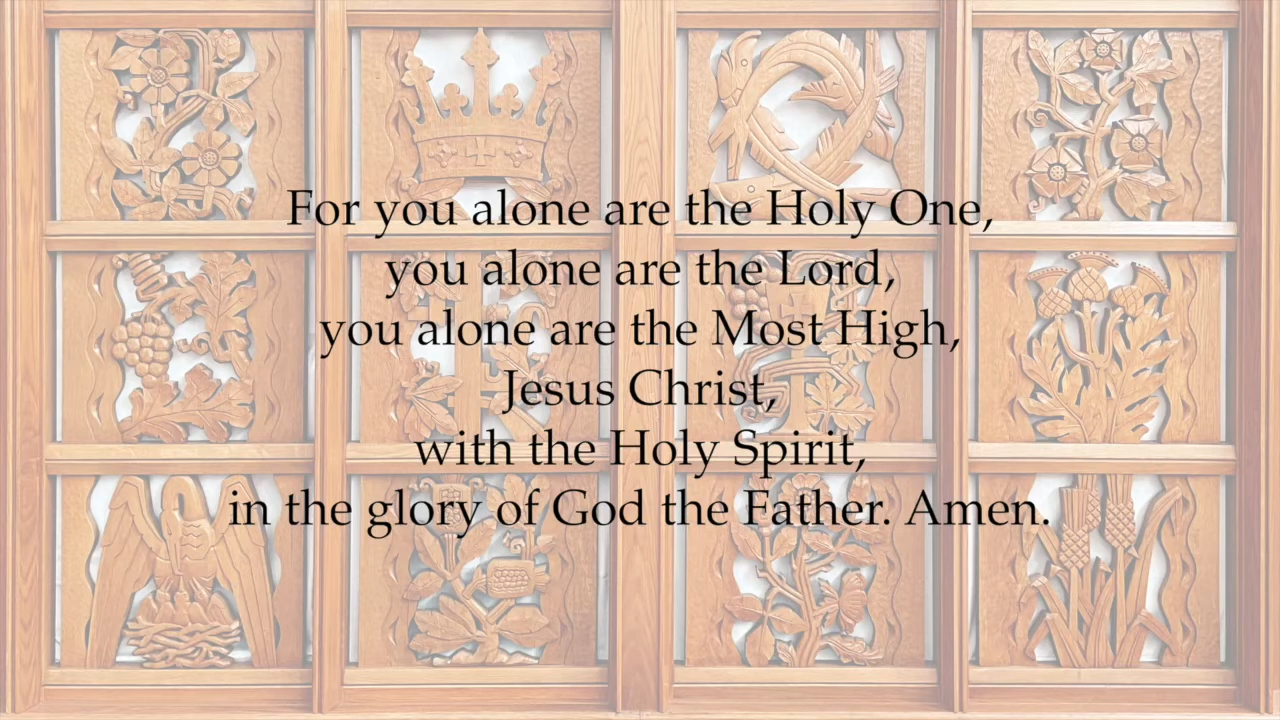 For you alone are the Holy One,
you alone are the Lord,
you alone are the Most High,
Jesus Christ,
with the Holy Spirit,
in the glory of God the Father. Amen.